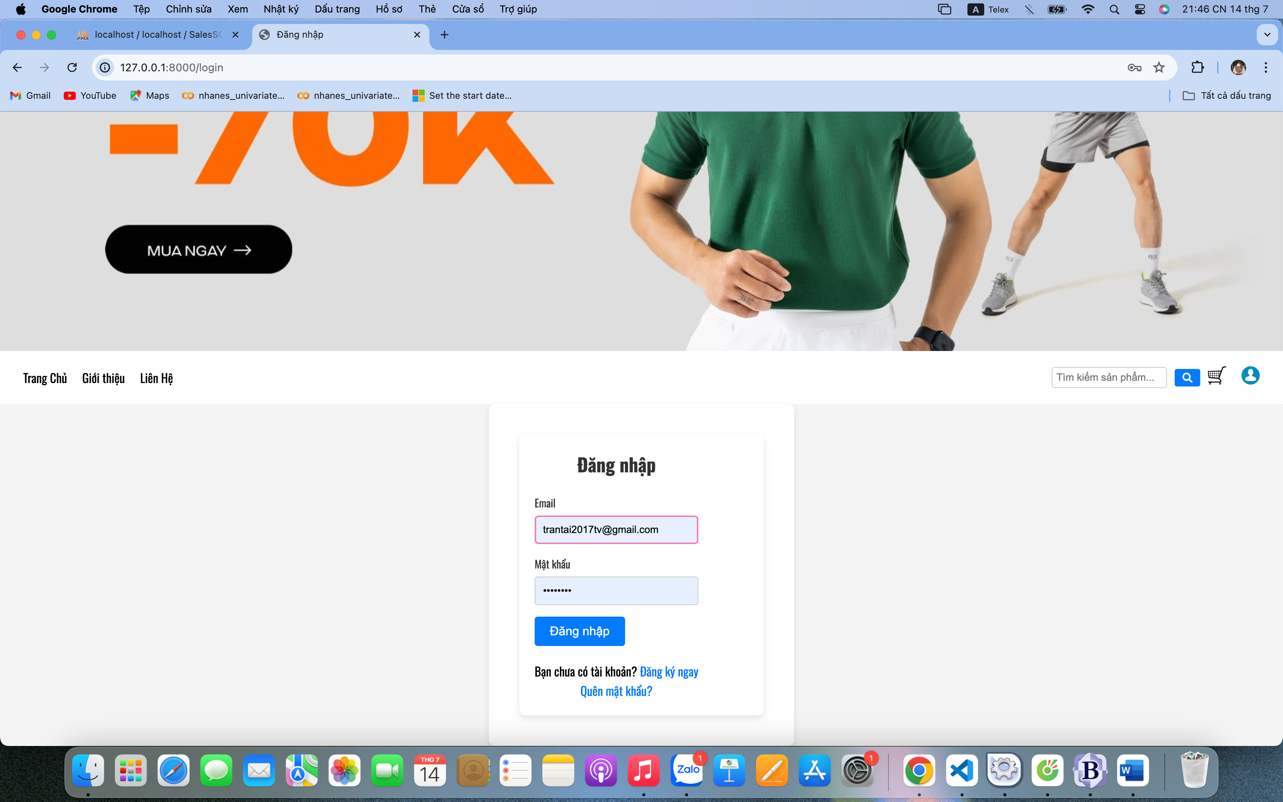 Google Chrome Tệp Chỉnh sửa Xem Nhật ký Dấu trang Hồ sơ Thẻ Cửa sổ Trợ giúp A Telex 21:46 CN 14 thg 7
localhost / localhost / SalesS Đăng nhập
127.0.0.1:8000/login
Gmail YouTube Maps nhanes_univariate... nhanes_univariate... Set the start date... Tất cả dấu trang
-70K
MUA NGAY →
Trang Chủ Giới thiệu Liên Hệ Tìm kiếm sản phẩm...
Đăng nhập
Email
trantai2017tv@gmail.com
Mật khẩu
••••••••
Đăng nhập
Bạn chưa có tài khoản? Đăng ký ngay
Quên mật khẩu?
THG 7
14
Zalo
1
1
B
W